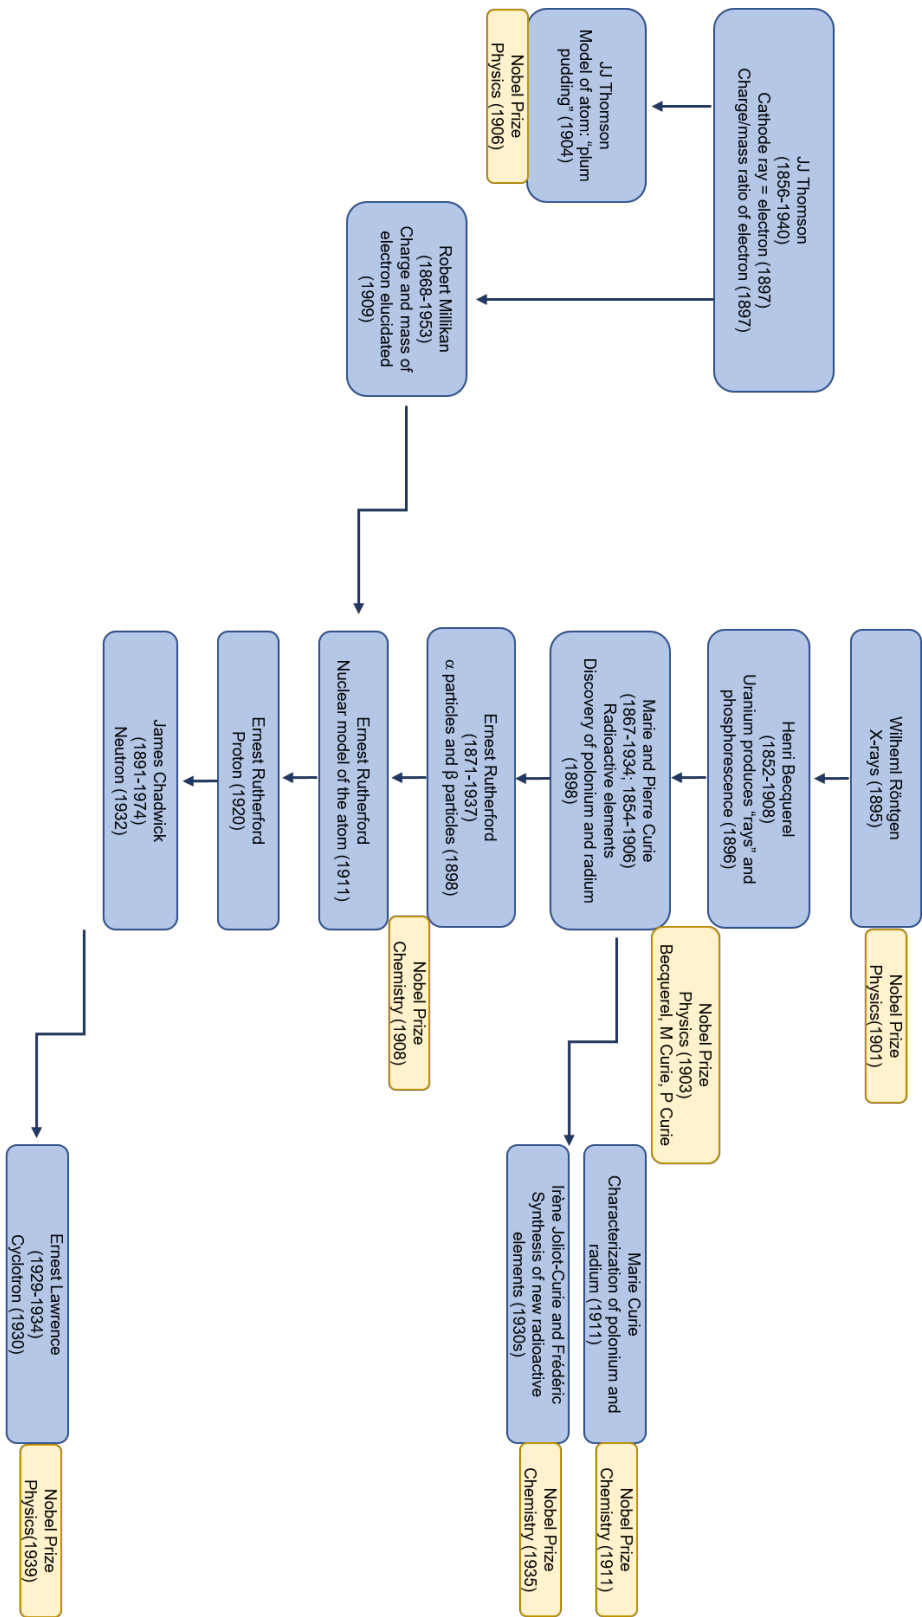 JJ Thomson
(1856-1940)
Cathode ray = electron (1897)
Charge/mass ratio of electron (1897)
JJ Thomson
Model of atom: “plum
pudding” (1904)
Nobel Prize
Physics (1906)
Robert Millikan
(1868-1953)
Charge and mass of
electron elucidated
(1909)
Wilheml Röntgen
X-rays (1895)
Nobel Prize
Physics(1901)
Henri Becquerel
(1852-1908)
Uranium produces “rays” and
phosphorescence (1896)
Nobel Prize
Physics (1903)
Becquerel, M Curie, P Curie
Marie and Pierre Curie
(1867-1934; 1854-1906)
Radioactive elements
Discovery of polonium and radium
(1898)
Marie Curie
Characterization of polonium and
radium (1911)
Nobel Prize
Chemistry (1911)
Irène Joliot-Curie and Frédéric
Synthesis of new radioactive
elements (1930s)
Nobel Prize
Chemistry (1935)
Ernest Rutherford
(1871-1937)
α particles and β particles (1898)
Nobel Prize
Chemistry (1908)
Ernest Rutherford
Nuclear model of the atom (1911)
Ernest Rutherford
Proton (1920)
James Chadwick
(1891-1974)
Neutron (1932)
Ernest Lawrence
(1929-1934)
Cyclotron (1930)
Nobel Prize
Physics(1939)